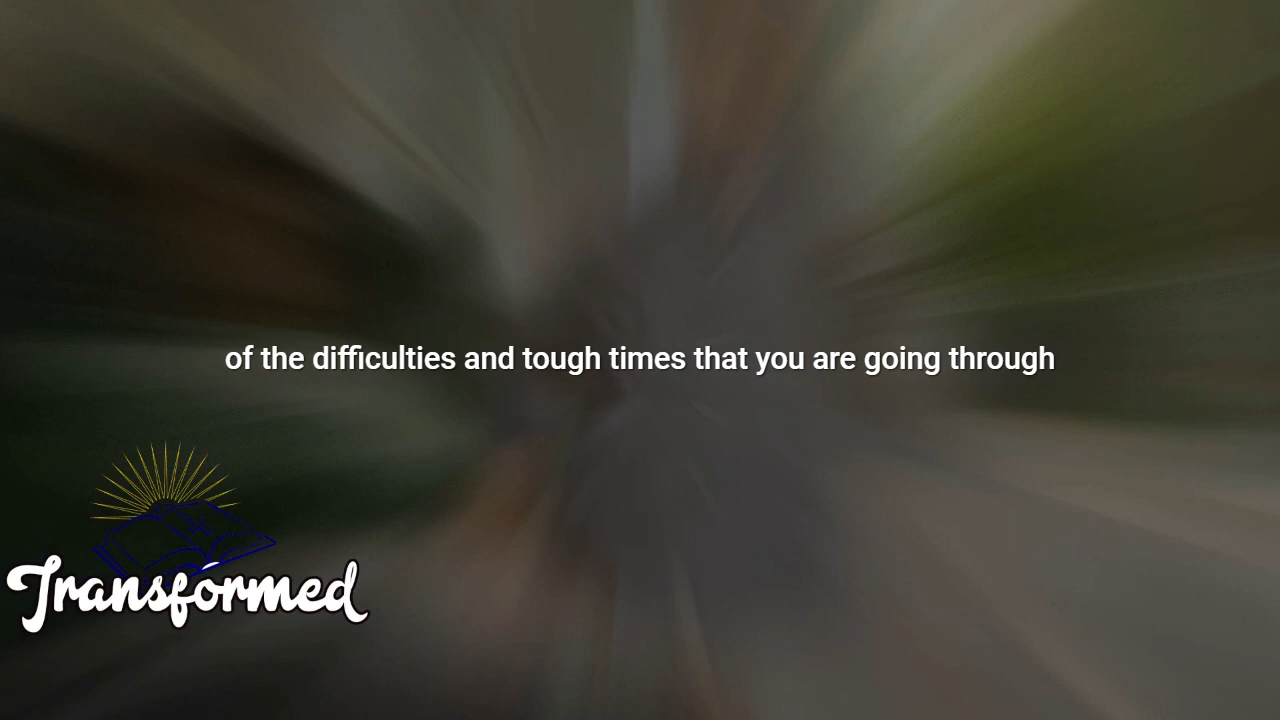 of the difficulties and tough times that you are going through
Transformed